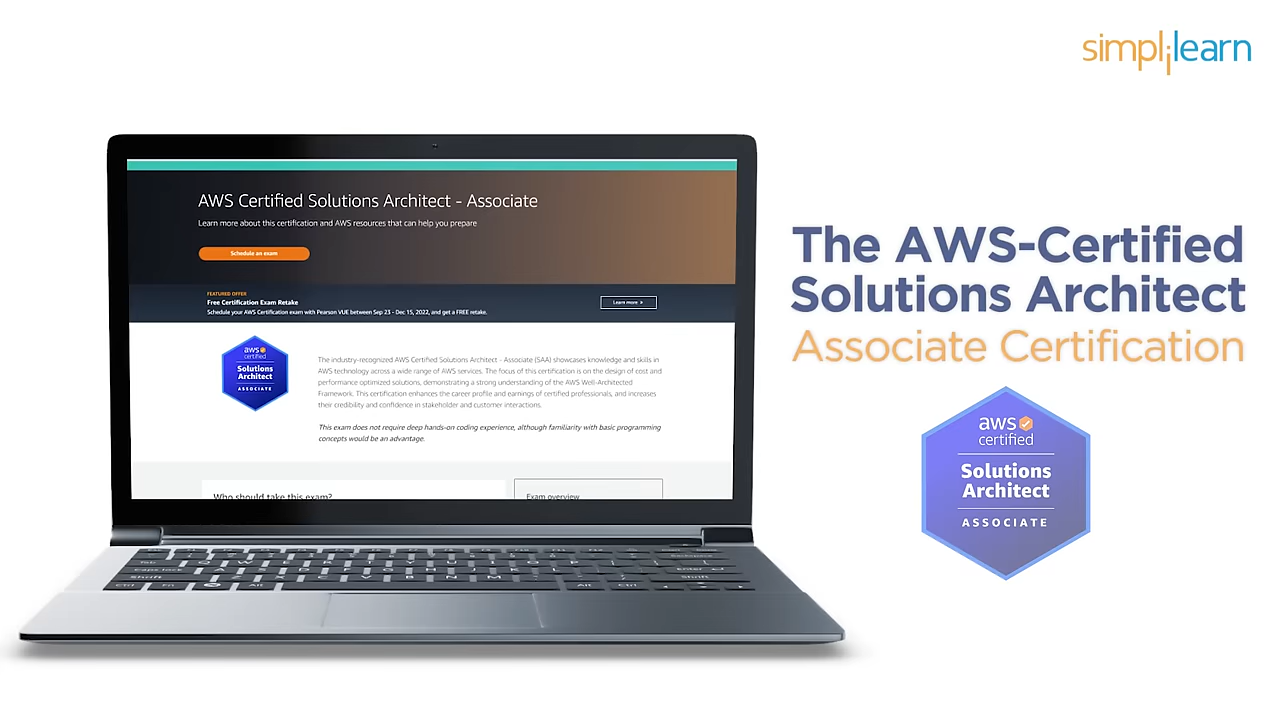 simplilearn
AWS Certified Solutions Architect - Associate
Learn more about this certification and AWS resources that can help you prepare
Schedule an exam
FEATURED OFFER
Free Certification Exam Retake
Schedule your AWS Certification exam with Pearson VUE between Sep 23 - Dec 15, 2022, and get a FREE retake.
Learn more »
aws
certified
Solutions
Architect
ASSOCIATE
The industry-recognized AWS Certified Solutions Architect - Associate (SAA) showcases knowledge and skills in
AWS technology across a wide range of AWS services. The focus of this certification is on the design of cost and
performance optimized solutions, demonstrating a strong understanding of the AWS Well-Architected
Framework. This certification enhances the career profile and earnings of certified professionals, and increases
their credibility and confidence in stakeholder and customer interactions.
This exam does not require deep hands-on coding experience, although familiarity with basic programming
concepts would be an advantage.
Who should take this exam?
Exam overview
The AWS-Certified
Solutions Architect
Associate Certification
aws
certified
Solutions
Architect
ASSOCIATE